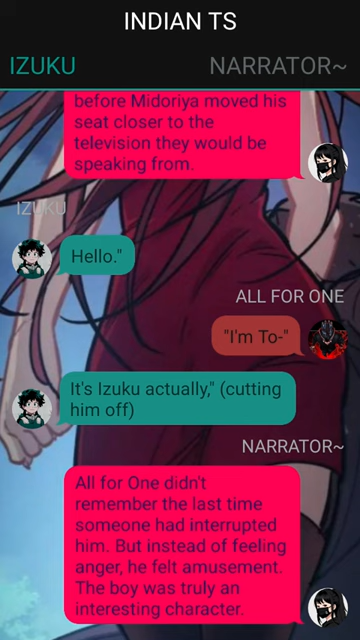 INDIAN TS
IZUKU NARRATOR~
before Midoriya moved his
seat closer to the
television they would be
speaking from.
IZUKU
Hello."
ALL FOR ONE
"I'm To-"
It's Izuku actually," (cutting
him off)
NARRATOR~
All for One didn't
remember the last time
someone had interrupted
him. But instead of feeling
anger, he felt amusement.
The boy was truly an
interesting character.